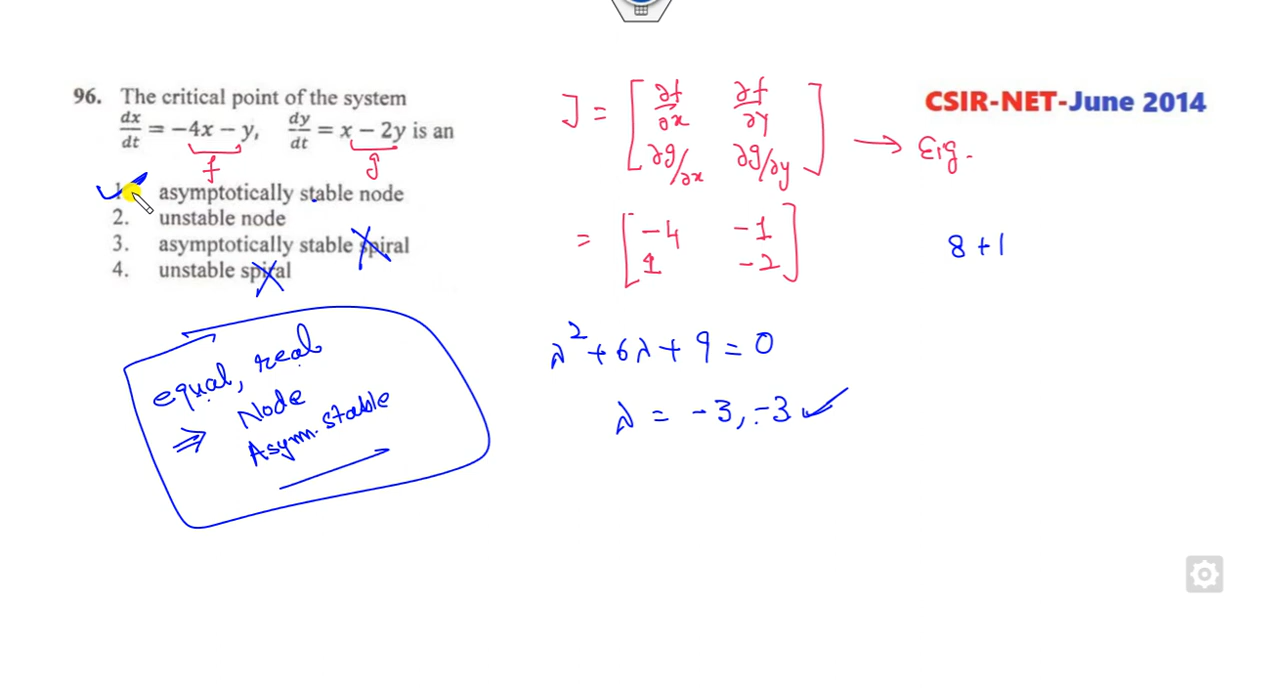 96. The critical point of the system
dx/dt = −4x − y, dy/dt = x − 2y is an
f g
1. asymptotically stable node
2. unstable node
3. asymptotically stable spiral
4. unstable spiral
CSIR-NET-June 2014
J = [ ∂f/∂x ∂f/∂y
∂g/∂x ∂g/∂y ] → Eig.
= [ -4 -1
1 -2 ]
8 + 1
λ² + 6λ + 9 = 0
λ = -3, -3 ✓
equal, real
⇒ Node
Asym. stable